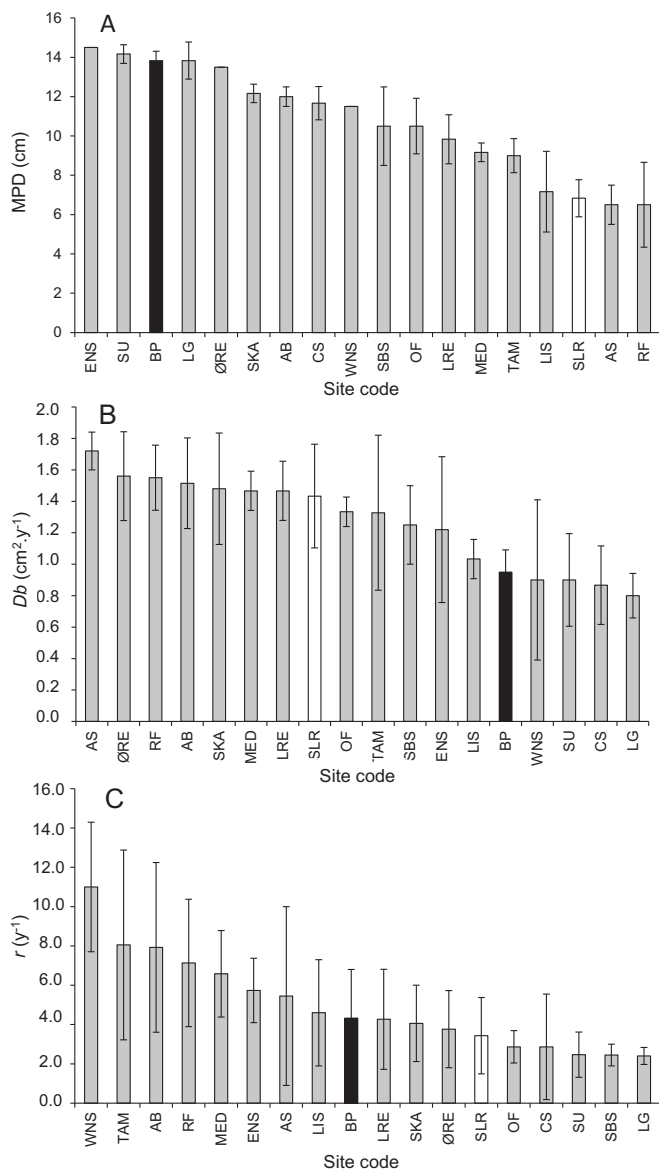 A
MPD (cm)
16
14
12
10
8
6
4
2
0
ENS SU BP LG ØRE SKA AB CS WNS SBS OF LRE MED TAM LIS SLR AS RF
Site code
B
Db (cm².y⁻¹)
2.0
1.8
1.6
1.4
1.2
1.0
0.8
0.6
0.4
0.2
0.0
AS ØRE RF AB SKA MED LRE SLR OF TAM SBS ENS LIS BP WNS SU CS LG
Site code
C
r (y⁻¹)
16.0
14.0
12.0
10.0
8.0
6.0
4.0
2.0
0.0
WNS TAM AB RF MED ENS AS LIS BP LRE SKA ØRE SLR OF CS SU SBS LG
Site code